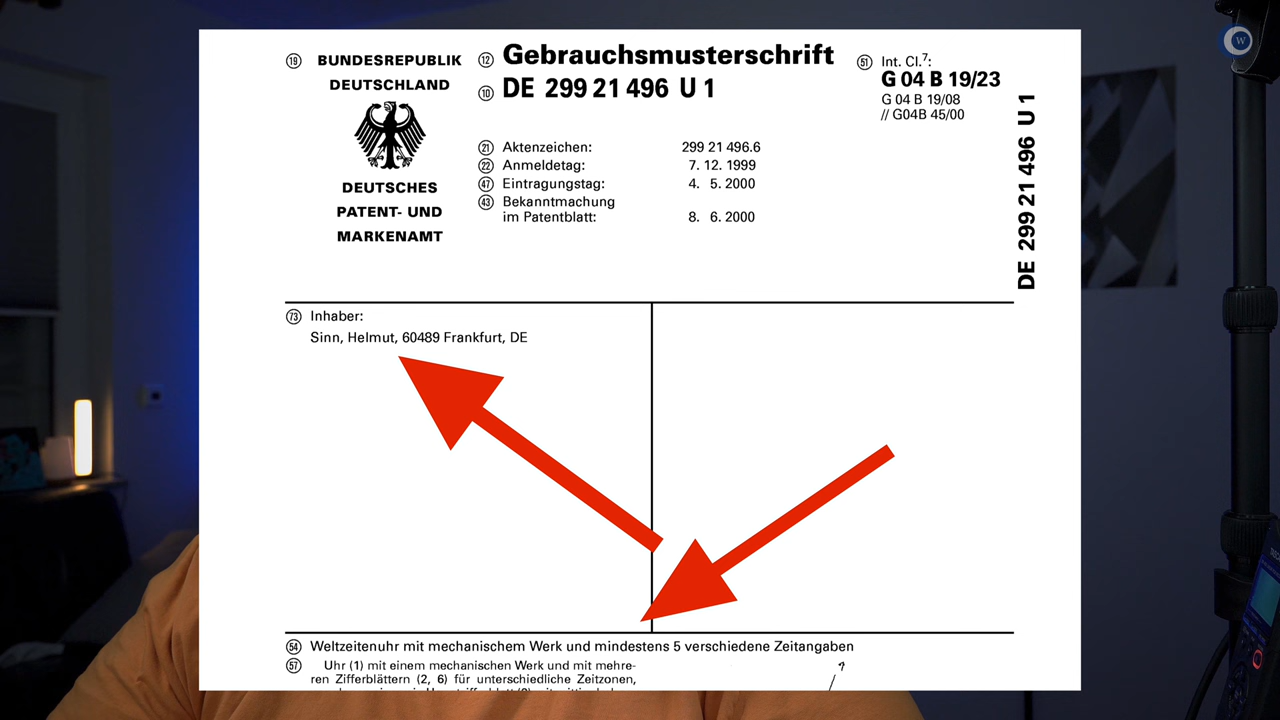 19 BUNDESREPUBLIK
DEUTSCHLAND
DEUTSCHES
PATENT- UND
MARKENAMT
12 Gebrauchsmusterschrift
10 DE 299 21 496 U 1
21 Aktenzeichen: 299 21 496.6
22 Anmeldetag: 7. 12. 1999
47 Eintragungstag: 4. 5. 2000
43 Bekanntmachung
im Patentblatt: 8. 6. 2000
51 Int. Cl.7:
G 04 B 19/23
G 04 B 19/08
// G04B 45/00
DE 299 21 496 U 1
W
73 Inhaber:
Sinn, Helmut, 60489 Frankfurt, DE
54 Weltzeitenuhr mit mechanischem Werk und mindestens 5 verschiedene Zeitangaben
57 Uhr (1) mit einem mechanischen Werk und mit mehre-
ren Zifferblättern (2, 6) für unterschiedliche Zeitzonen,
?